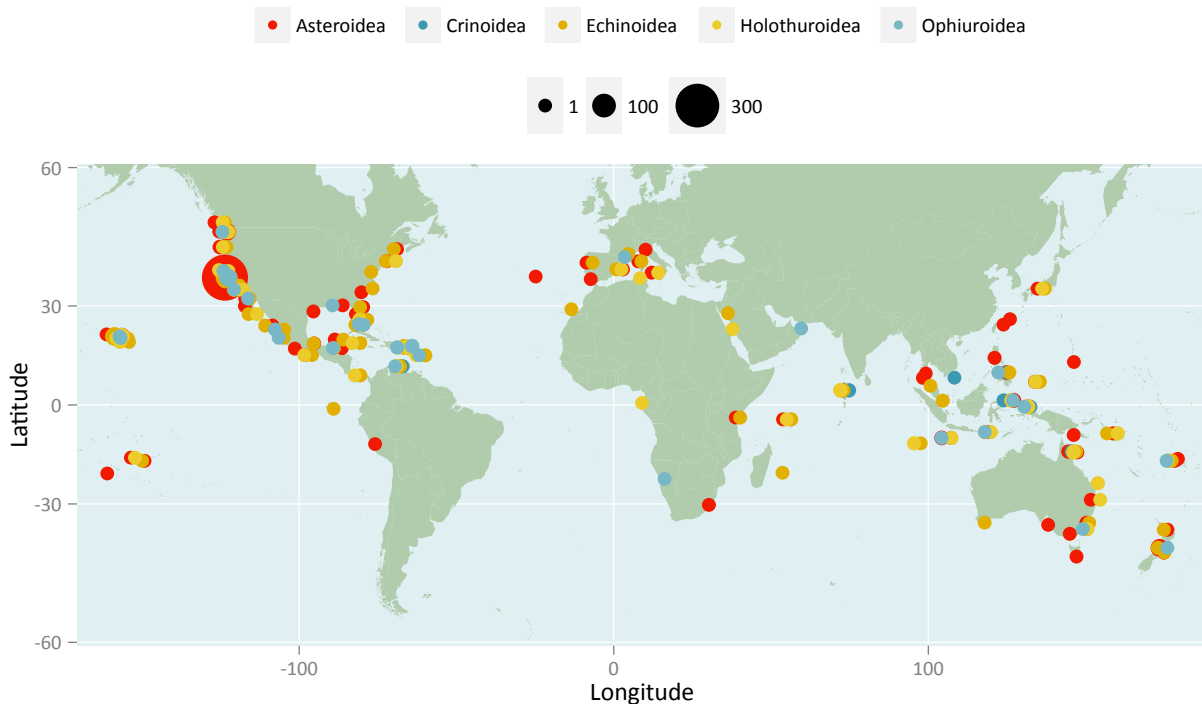 Asteroidea Crinoidea Echinoidea Holothuroidea Ophiuroidea
1 100 300
60
30
0
-30
-60
Latitude
-100 0 100
Longitude